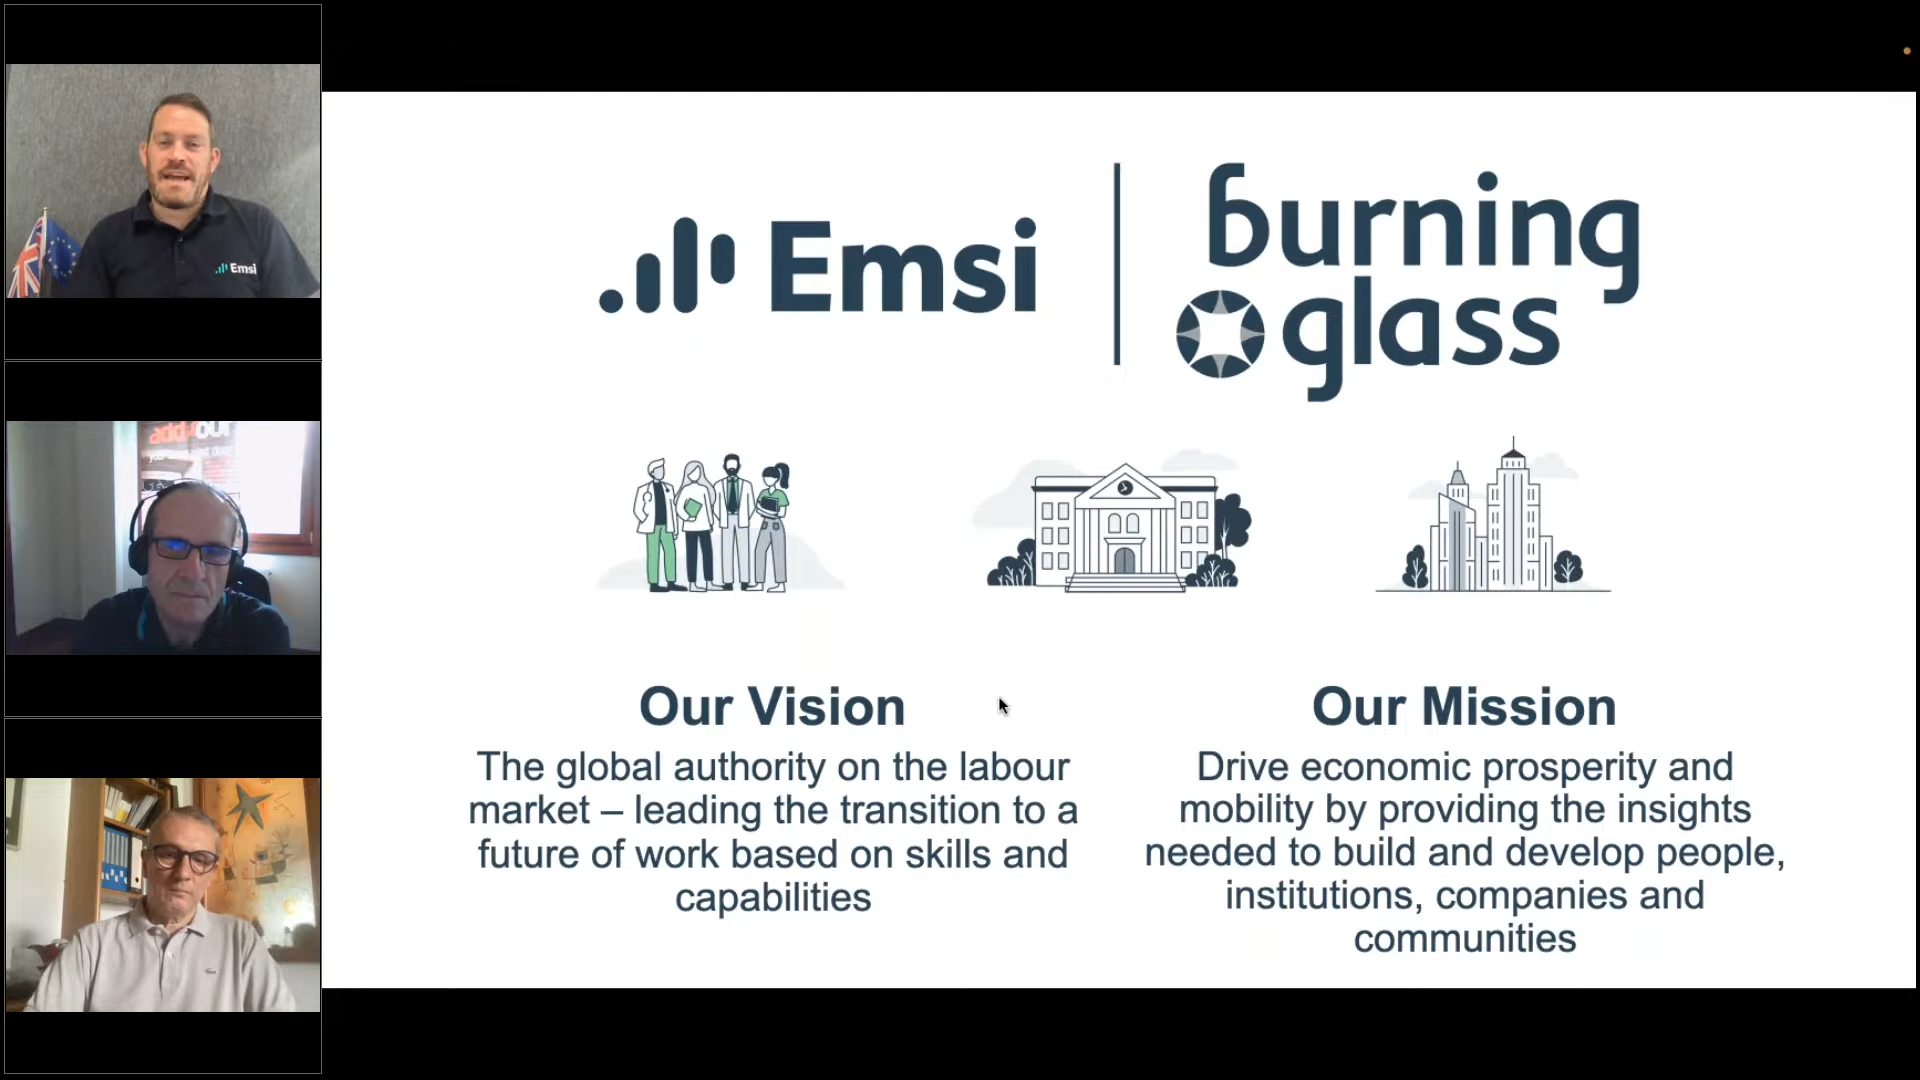 Emsi
burning
glass
Our Vision
The global authority on the labour
market – leading the transition to a
future of work based on skills and
capabilities
Our Mission
Drive economic prosperity and
mobility by providing the insights
needed to build and develop people,
institutions, companies and
communities
Emsi